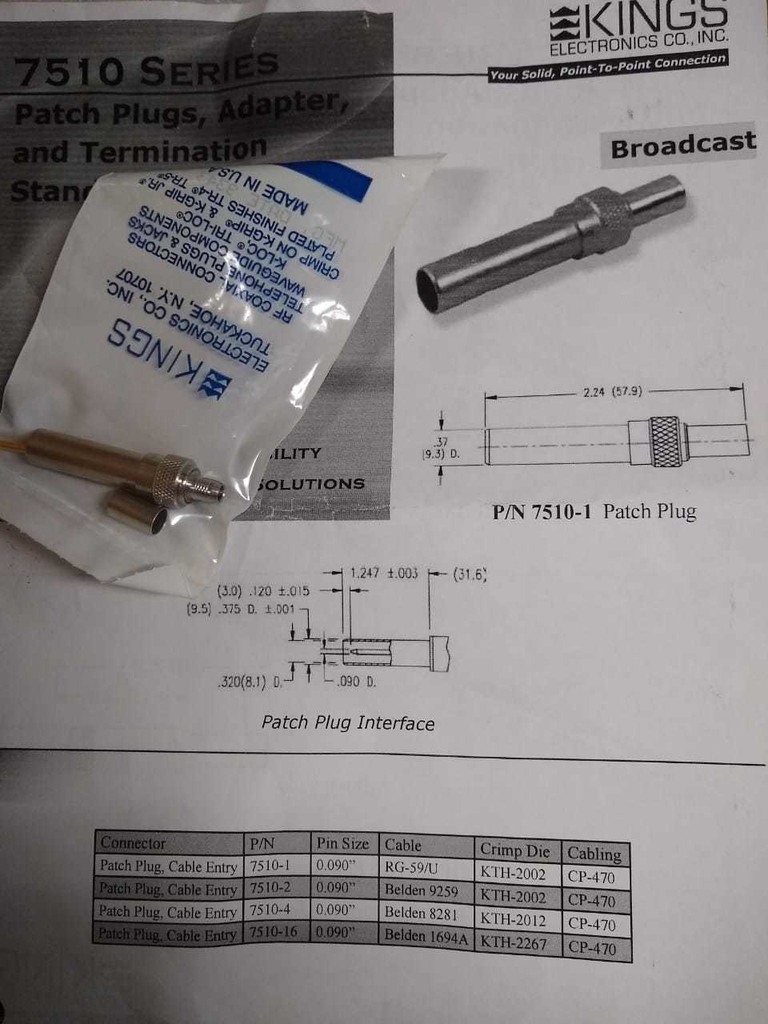 KINGS
ELECTRONICS CO., INC.
Your Solid, Point-To-Point Connection
7510 SERIES
Patch Plugs, Adapter,
and Termination
Stan
Broadcast
KINGS
ELECTRONICS CO., INC.
TUCKAHOE, N.Y. 10707
RF COAXIAL CONNECTORS
TELEPHONE PLUGS & JACKS
WAVEGUIDE COMPONENTS
K-LOC,® TRI-LOC®
CRIMP ON K-GRIP® & K-GRIP JR.®
PLATED FINISHES TR-4® TR-5®
MADE IN U.S.A
2.24 (57.9)
.37
(9.3) D.
ILITY
SOLUTIONS
P/N 7510-1 Patch Plug
1.247 ±.003 (31.6)
(3.0) .120 ±.015
(9.5) .375 D. ±.001
.320(8.1) D. .090 D.
Patch Plug Interface
Connector P/N Pin Size Cable Crimp Die Cabling
Patch Plug, Cable Entry 7510-1 0.090" RG-59/U KTH-2002 CP-470
Patch Plug, Cable Entry 7510-2 0.090" Belden 9259 KTH-2002 CP-470
Patch Plug, Cable Entry 7510-4 0.090" Belden 8281 KTH-2012 CP-470
Patch Plug, Cable Entry 7510-16 0.090" Belden 1694A KTH-2267 CP-470